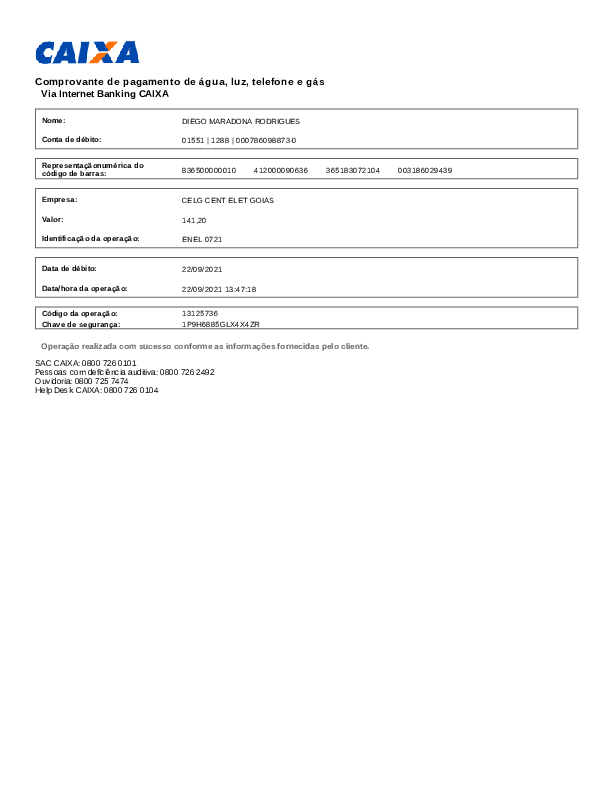 CAIXA
Comprovante de pagamento de água, luz, telefone e gás
Via Internet Banking CAIXA
Nome: DIEGO MARADONA RODRIGUES
Conta de débito: 01551 | 1288 | 000786098873-0
Representaçãonumérica do
código de barras: 836500000010 412000090636 365183072104 003186029439
Empresa: CELG CENT ELET GOIAS
Valor: 141,20
Identificação da operação: ENEL 0721
Data de débito: 22/09/2021
Data/hora da operação: 22/09/2021 13:47:18
Código da operação: 13125736
Chave de segurança: 1P9H6885GLX4X4ZR
Operação realizada com sucesso conforme as informações fornecidas pelo cliente.
SAC CAIXA: 0800 726 0101
Pessoas com deficiência auditiva: 0800 726 2492
Ouvidoria: 0800 725 7474
Help Desk CAIXA: 0800 726 0104